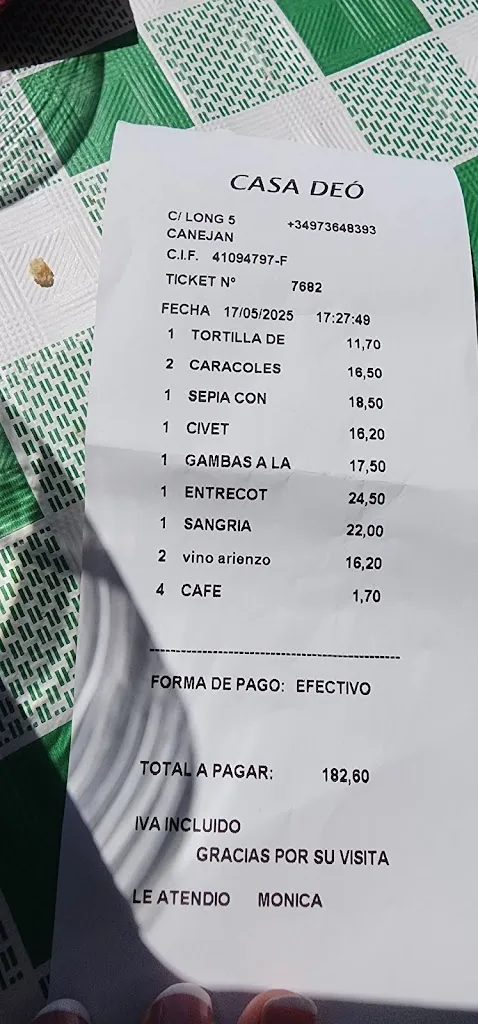 CASA DEÓ
C/ LONG 5 +34973648393
CANEJAN
C.I.F. 41094797-F
TICKET Nº 7682
FECHA 17/05/2025 17:27:49
1 TORTILLA DE 11,70
2 CARACOLES 16,50
1 SEPIA CON 18,50
1 CIVET 16,20
1 GAMBAS A LA 17,50
1 ENTRECOT 24,50
1 SANGRIA 22,00
2 vino arienzo 16,20
4 CAFE 1,70
FORMA DE PAGO: EFECTIVO
TOTAL A PAGAR: 182,60
IVA INCLUIDO
GRACIAS POR SU VISITA
LE ATENDIO MONICA